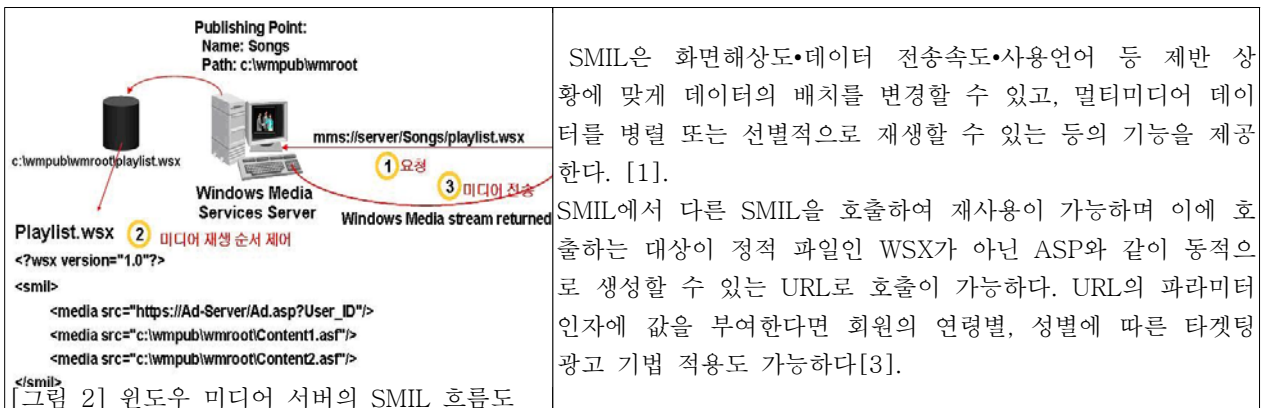 Publishing Point:
Name: Songs
Path: c:\wmpub\wmroot
c:\wmpub\wmroot\playlist.wsx
mms://server/Songs/playlist.wsx
1 요청
3 미디어 전송
Windows Media
Services Server
Windows Media stream returned
Playlist.wsx 2 미디어 재생 순서 제어
<?wsx version="1.0"?>
<smil>
<media src="https://Ad-Server/Ad.asp?User_ID"/>
<media src="c:\wmpub\wmroot\Content1.asf"/>
<media src="c:\wmpub\wmroot\Content2.asf"/>
</smil>
[그림 2] 윈도우 미디어 서버의 SMIL 흐름도
SMIL은 화면해상도•데이터 전송속도•사용언어 등 제반 상
황에 맞게 데이터의 배치를 변경할 수 있고, 멀티미디어 데이
터를 병렬 또는 선별적으로 재생할 수 있는 등의 기능을 제공
한다. [1].
SMIL에서 다른 SMIL을 호출하여 재사용이 가능하며 이에 호
출하는 대상이 정적 파일인 WSX가 아닌 ASP와 같이 동적으
로 생성할 수 있는 URL로 호출이 가능하다. URL의 파라미터
인자에 값을 부여한다면 회원의 연령별, 성별에 따른 타겟팅
광고 기법 적용도 가능하다[3].